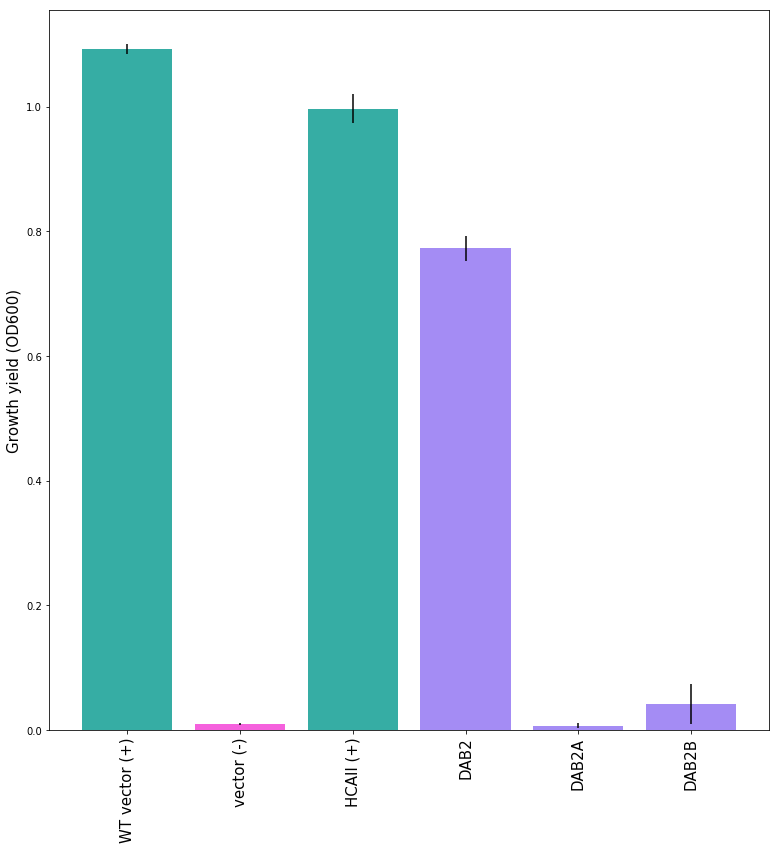 Growth yield (OD600)
1.0
0.8
0.6
0.4
0.2
0.0
WT vector (+)
vector (-)
HCAII (+)
DAB2
DAB2A
DAB2B